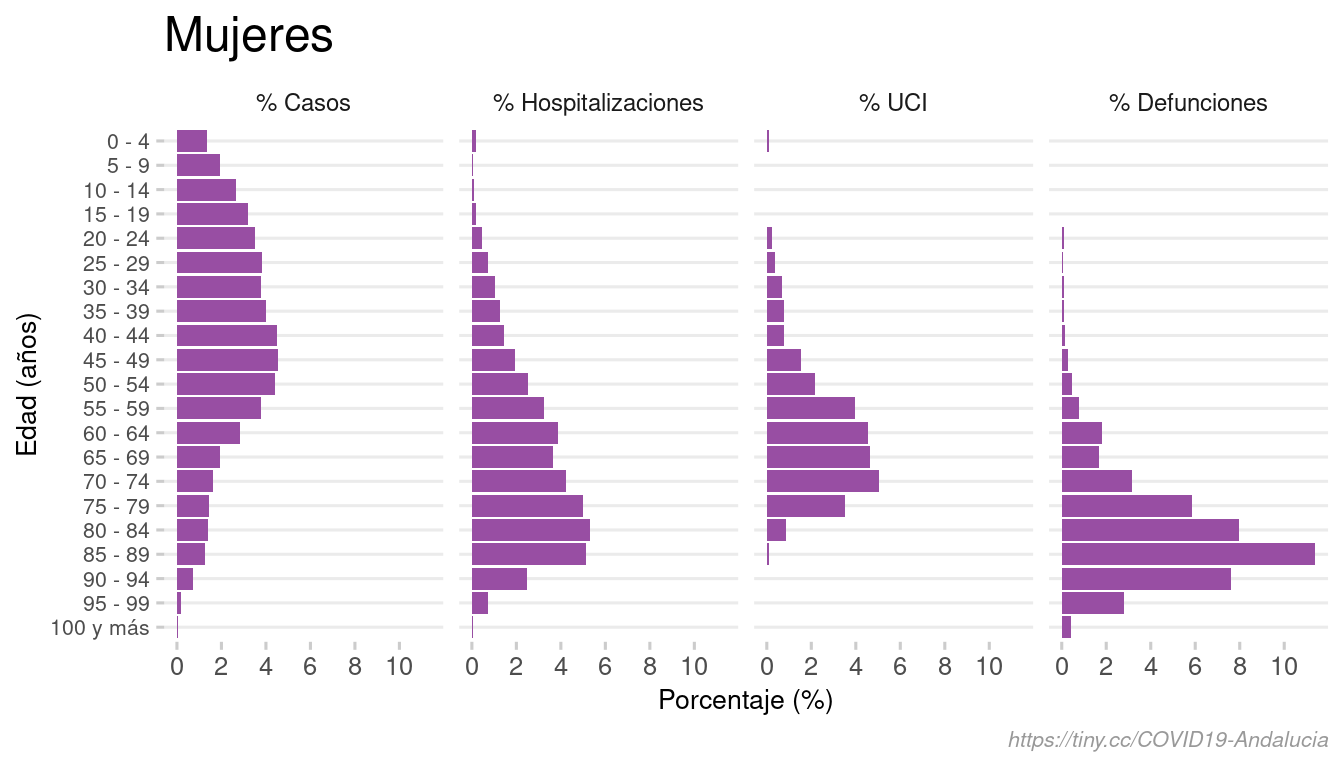 Mujeres
% Casos % Hospitalizaciones % UCI % Defunciones
0 - 4
5 - 9
10 - 14
15 - 19
20 - 24
25 - 29
30 - 34
35 - 39
40 - 44
45 - 49
50 - 54
55 - 59
60 - 64
65 - 69
70 - 74
75 - 79
80 - 84
85 - 89
90 - 94
95 - 99
100 y más
Edad (años)
0 2 4 6 8 10 0 2 4 6 8 10 0 2 4 6 8 10 0 2 4 6 8 10
Porcentaje (%)
https://tiny.cc/COVID19-Andalucia